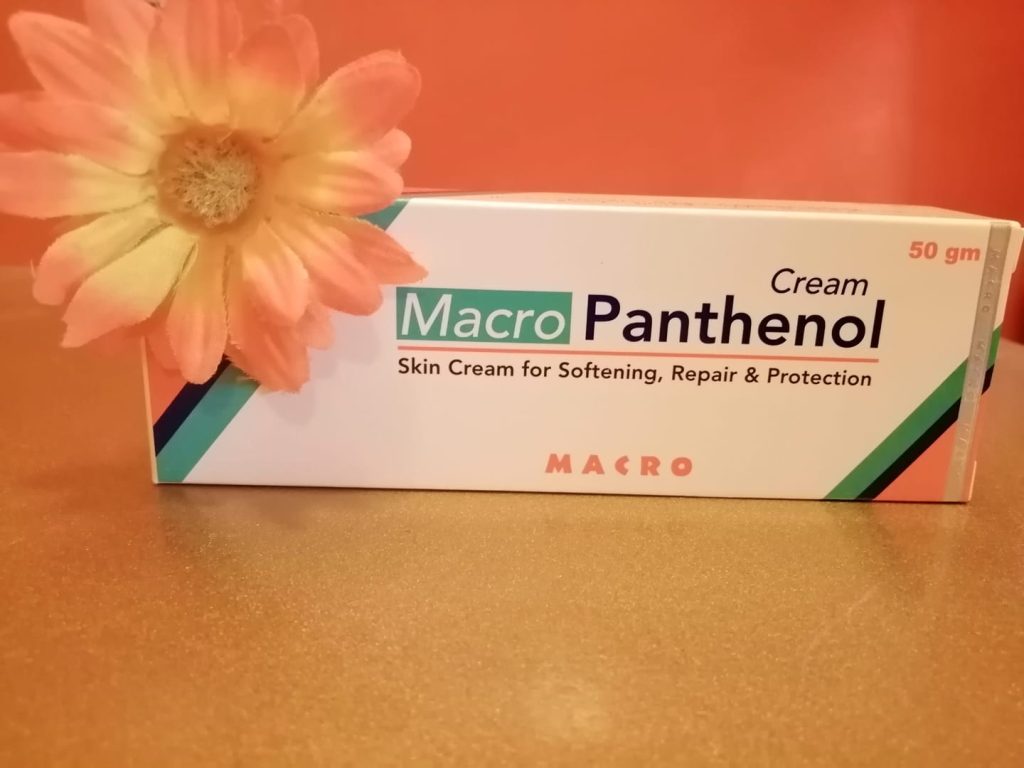 50 gm
Cream
Macro Panthenol
Skin Cream for Softening, Repair & Protection
MACRO